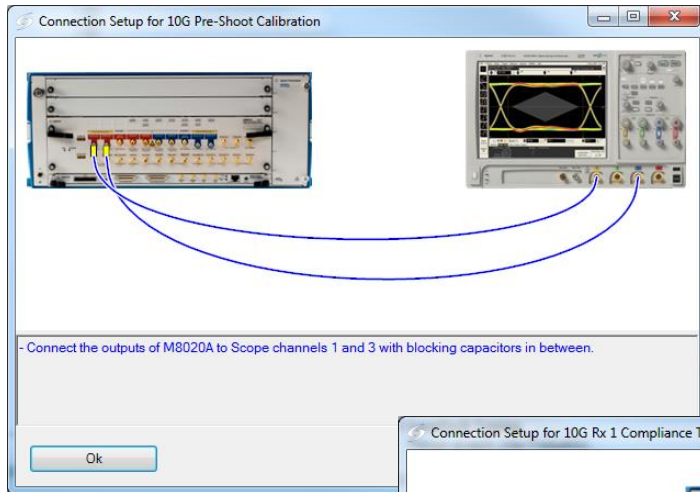 Connection Setup for 10G Pre-Shoot Calibration
- Connect the outputs of M8020A to Scope channels 1 and 3 with blocking capacitors in between.
Ok
Connection Setup for 10G Rx 1 Compliance T